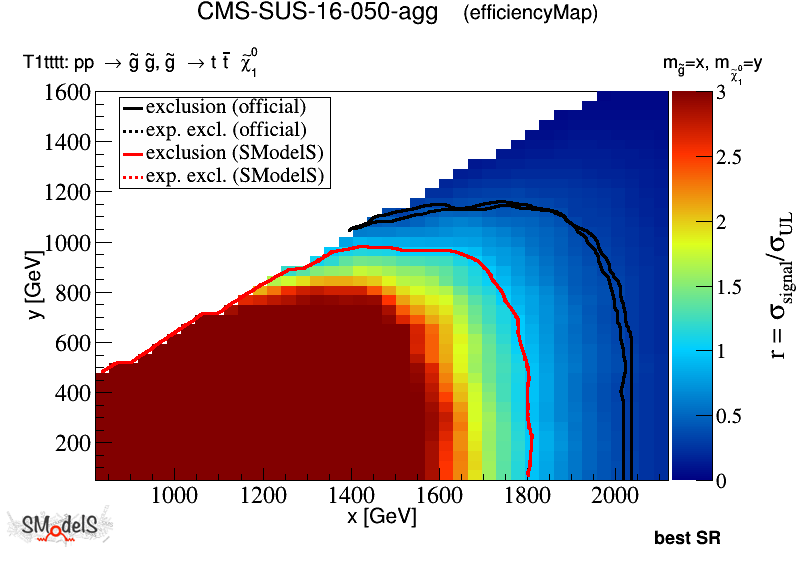 CMS-SUS-16-050-agg (efficiencyMap)
T1tttt: pp → g̃ g̃, g̃ → t t̄ χ̃₁⁰
m_g̃=x, m_χ̃₁⁰=y
exclusion (official)
exp. excl. (official)
exclusion (SModelS)
exp. excl. (SModelS)
1600
1400
1200
1000
800
600
400
200
y [GeV]
1000 1200 1400 1600 1800 2000
x [GeV]
3
2.5
2
1.5
1
0.5
0
r = σ_signal/σ_UL
SModelS
best SR